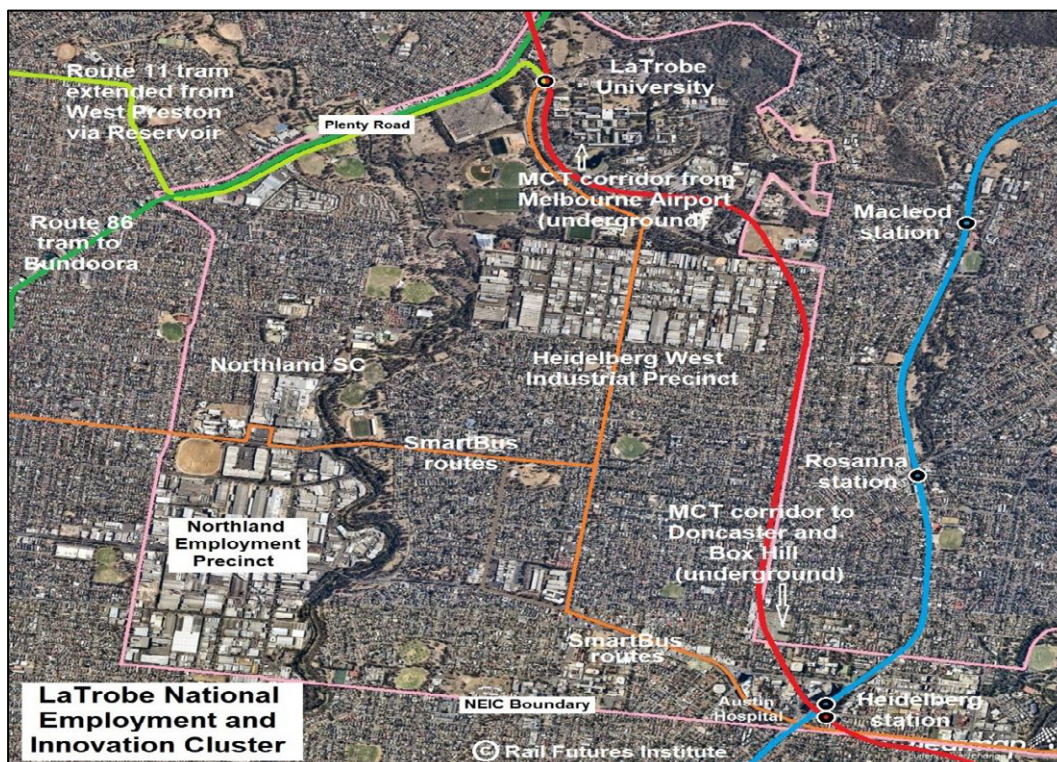 Route 11 tram
extended from
West Preston
via Reservoir
Plenty Road
LaTrobe
University
MCT corridor from
Melbourne Airport
(underground)
Macleod
station
Route 86
tram to
Bundoora
Northland SC
Heidelberg West
Industrial Precinct
SmartBus
routes
Rosanna
station
MCT corridor to
Doncaster and
Box Hill
(underground)
Northland
Employment
Precinct
SmartBus
routes
LaTrobe National
Employment and
Innovation Cluster
NEIC Boundary
Austin
Hospital
Heidelberg
station
© Rail Futures Institute